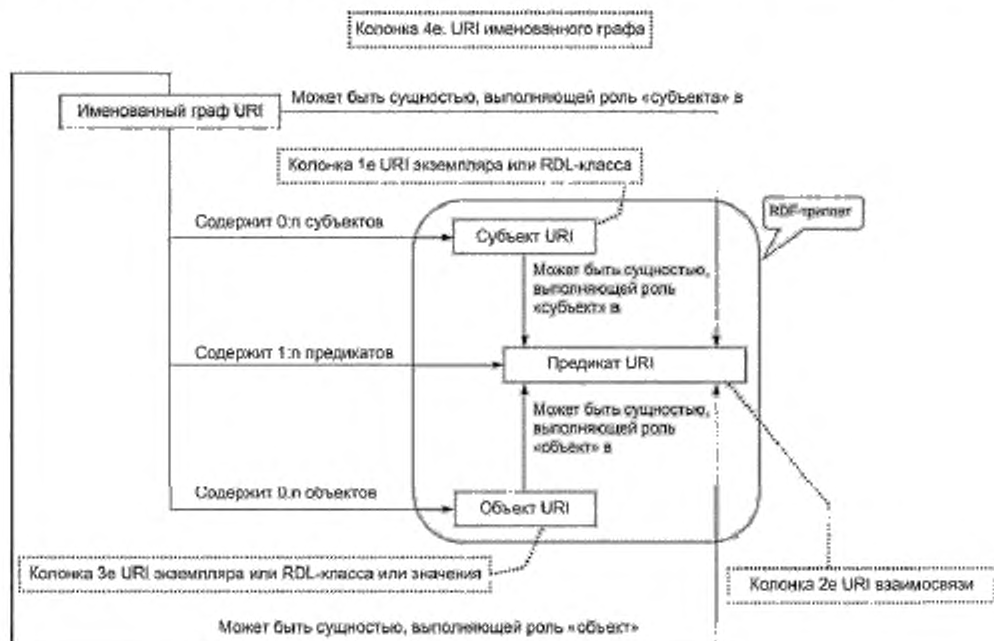 Колонка 4е. URI именованного графа
Именованный граф URI
Может быть сущностью, выполняющей роль «субъекта» в
Колонка 1е URI экземпляра или RDL-класса
RDF-триплет
Содержит 0:n субъектов
Субъект URI
Может быть сущностью,
выполняющей роль
«субъект» в
Содержит 1:n предикатов
Предикат URI
Может быть сущностью,
выполняющей роль
«объект» в
Содержит 0:n объектов
Объект URI
Колонка 3е URI экземпляра или RDL-класса или значения
Колонка 2е URI взаимосвязи
Может быть сущностью, выполняющей роль «объект»